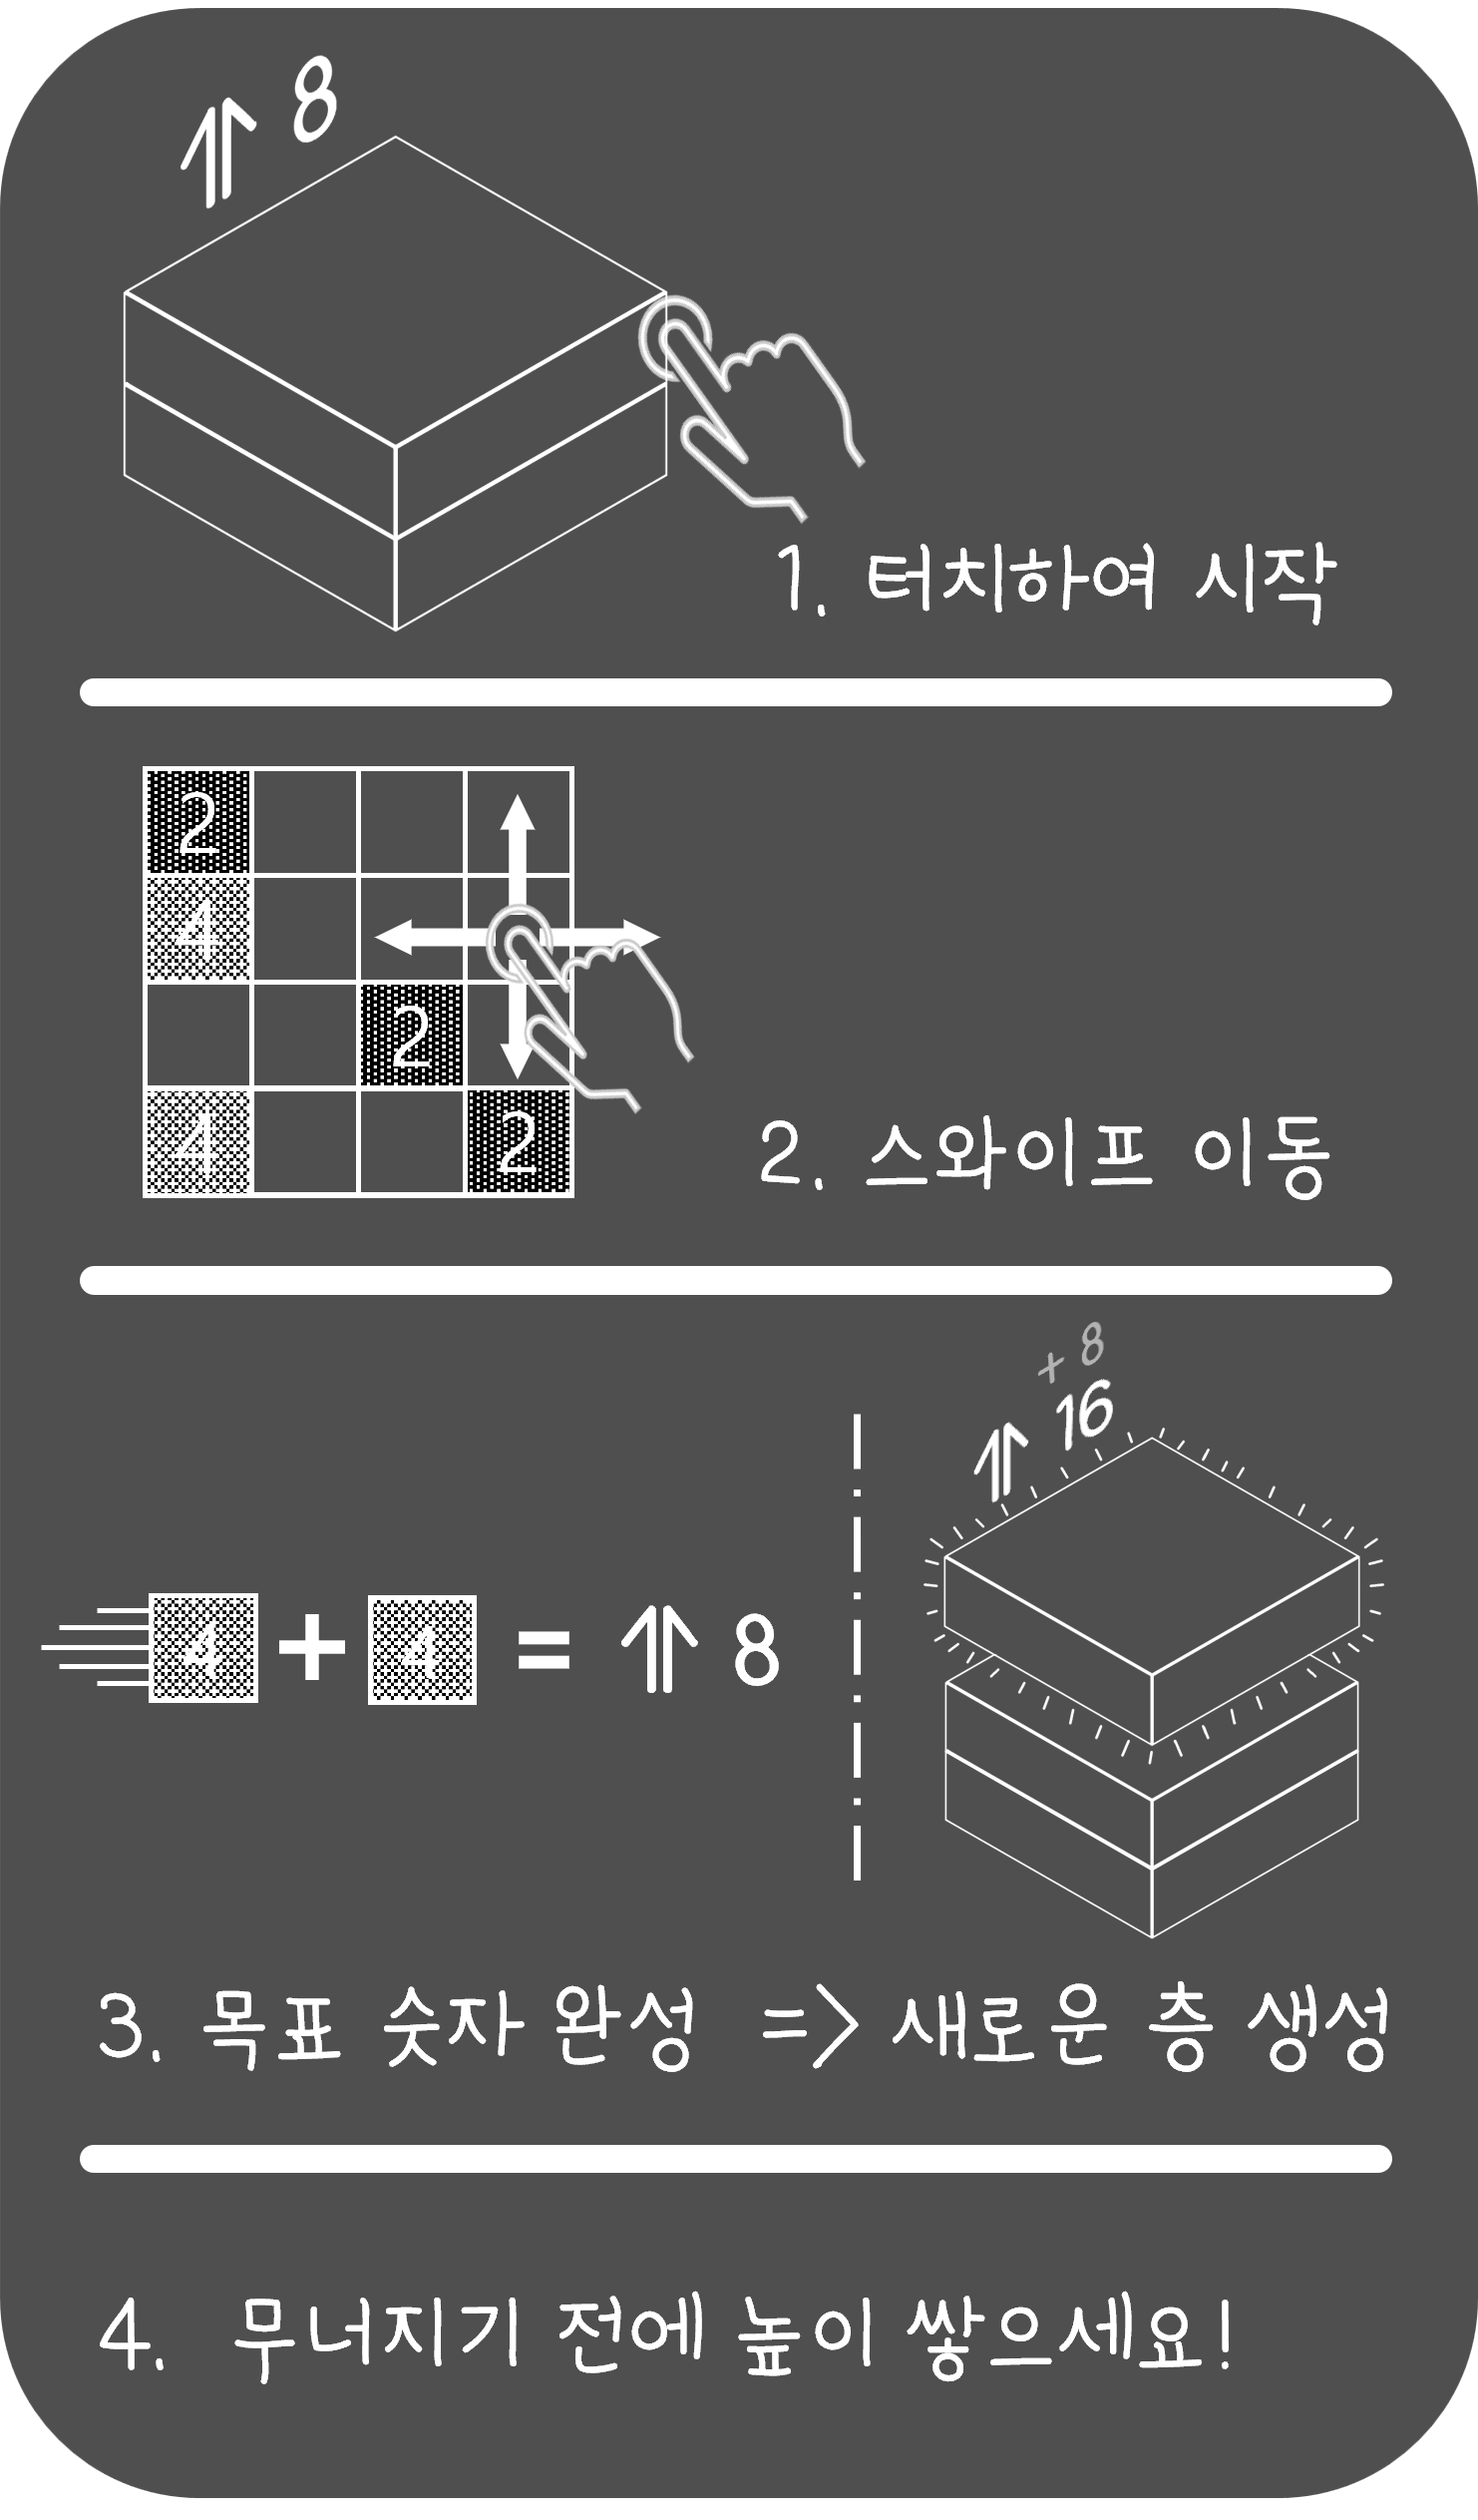 ⇑ 8
1. 터치하여 시작
2
4
2
4 2
2. 스와이프 이동
+ 8
⇑ 16
4 + 4 = ⇑ 8
3. 목표 숫자 완성 => 새로운 층 생성
4. 무너지기 전에 높이 쌓으세요!